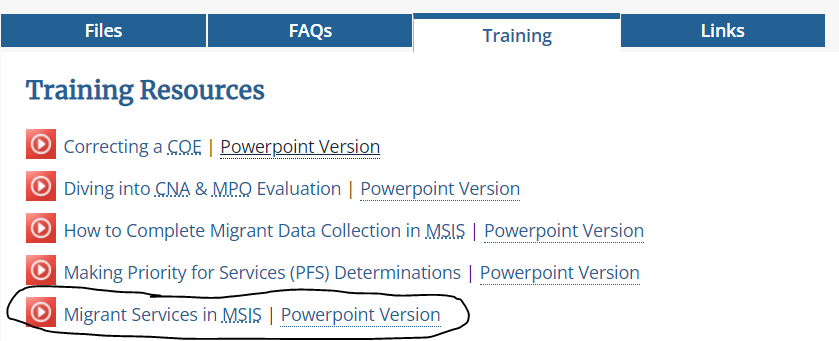 Files
FAQs
Training
Links
Training Resources
Correcting a COE | Powerpoint Version
Diving into CNA & MPO Evaluation | Powerpoint Version
How to Complete Migrant Data Collection in MSIS | Powerpoint Version
Making Priority for Services (PFS) Determinations | Powerpoint Version
Migrant Services in MSIS | Powerpoint Version